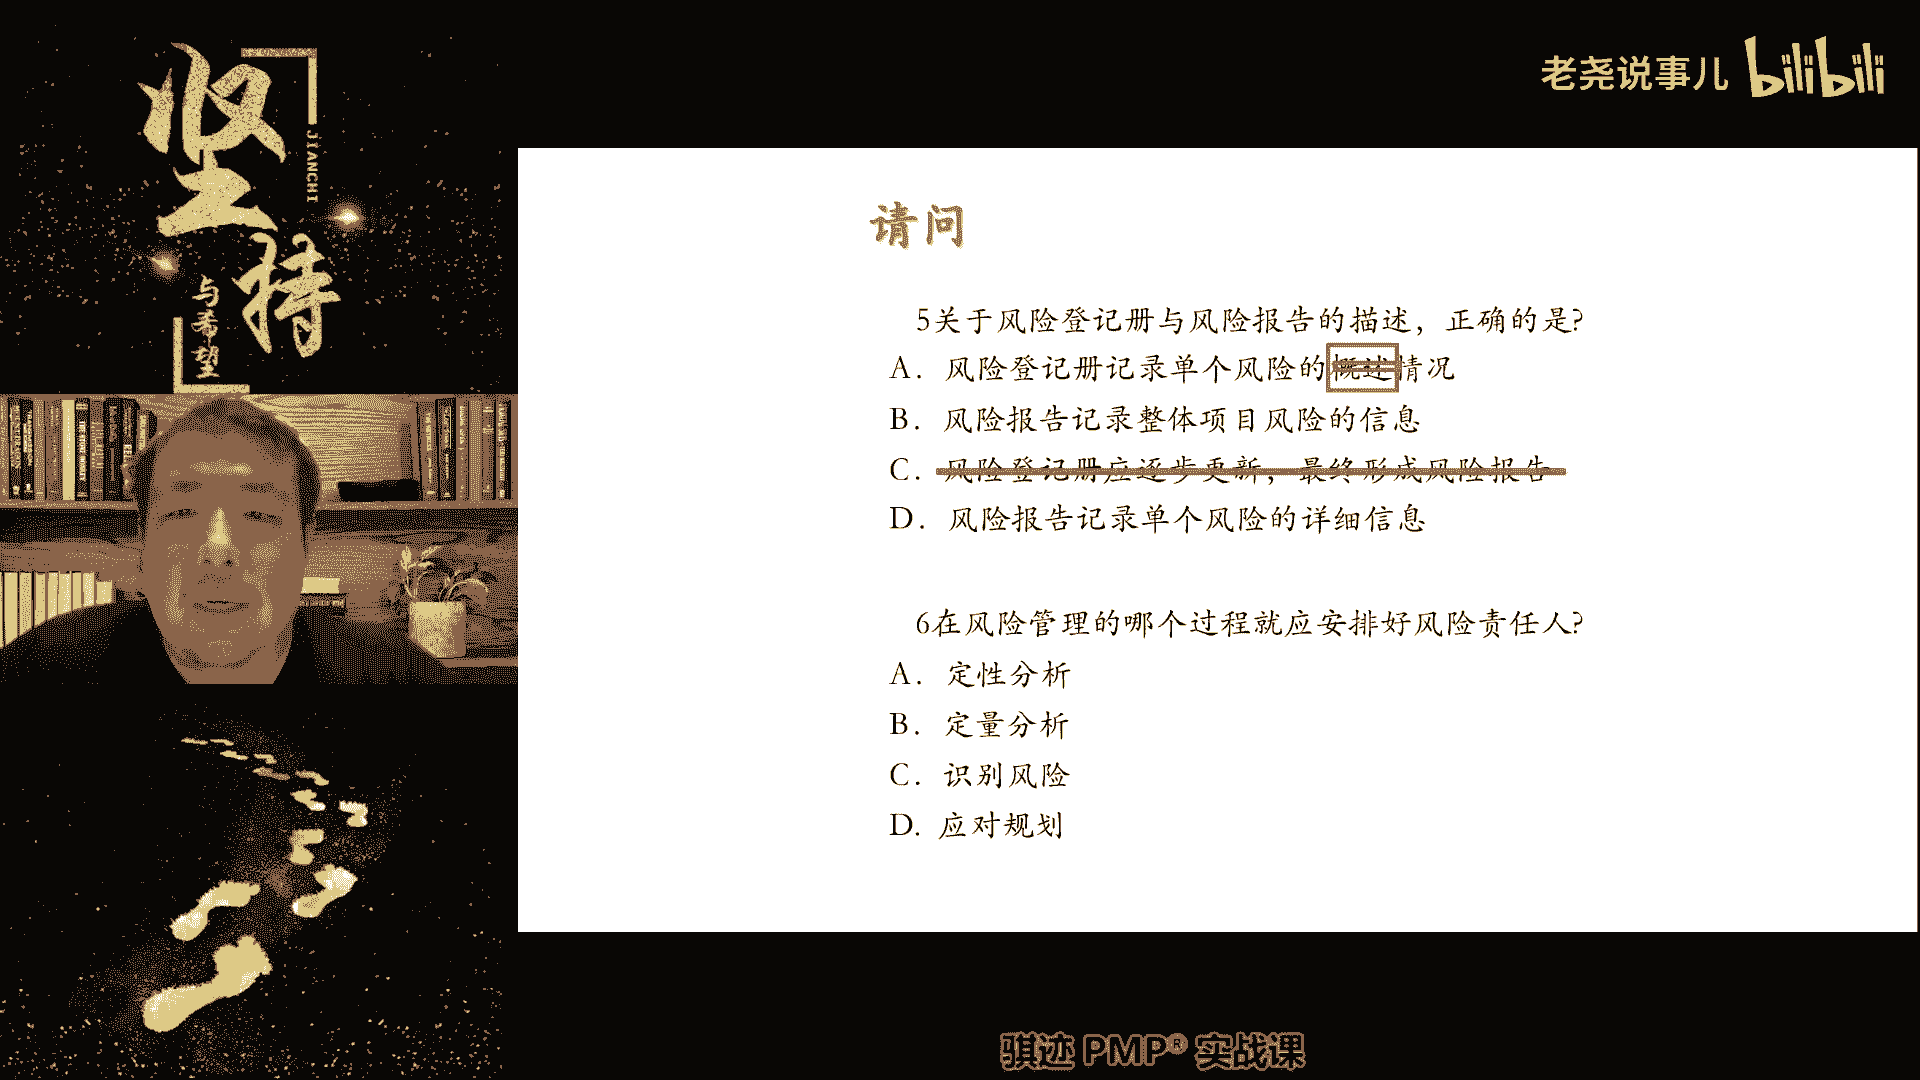 坚持
JIANCHI
与希望
老尧说事儿 bilibili
请问
5关于风险登记册与风险报告的描述，正确的是?
A. 风险登记册记录单个风险的概述情况
B. 风险报告记录整体项目风险的信息
C. 风险登记册应逐步更新，最终形成风险报告
D. 风险报告记录单个风险的详细信息
6在风险管理的哪个过程就应安排好风险责任人?
A. 定性分析
B. 定量分析
C. 识别风险
D. 应对规划
骐迹 PMP® 实战课